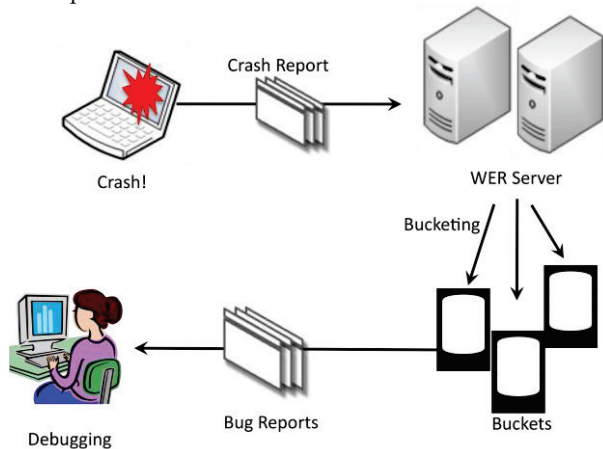 Crash Report
Crash!
WER Server
Bucketing
Debugging
Bug Reports
Buckets